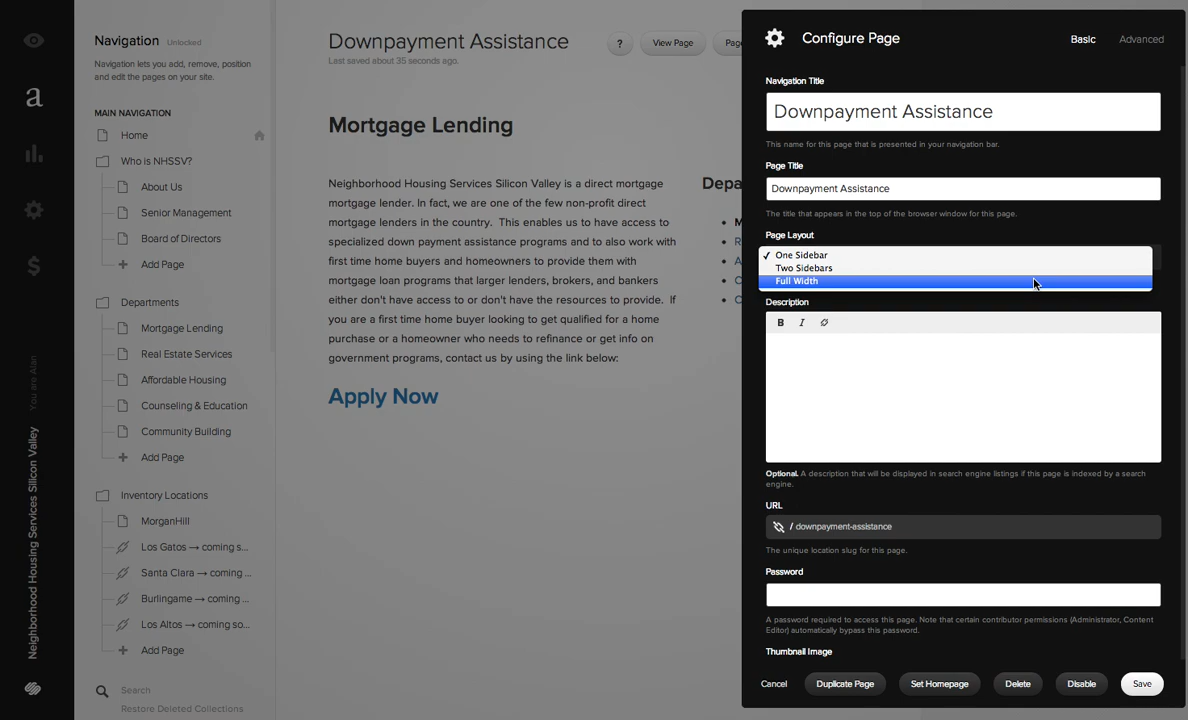 Navigation Unlocked
Navigation lets you add, remove, position
and edit the pages on your site.
MAIN NAVIGATION
Home
Who is NHSSV?
About Us
Senior Management
Board of Directors
+ Add Page
Departments
Mortgage Lending
Real Estate Services
Affordable Housing
Counseling & Education
Community Building
+ Add Page
Inventory Locations
MorganHill
Los Gatos → coming s...
Santa Clara → coming ...
Burlingame → coming ...
Los Altos → coming so...
+ Add Page
Search
Restore Deleted Collections
a
$
You are Alan
Neighborhood Housing Services Silicon Valley
Downpayment Assistance
Last saved about 35 seconds ago.
?
View Page
Page
Mortgage Lending
Neighborhood Housing Services Silicon Valley is a direct mortgage
mortgage lender. In fact, we are one of the few non-profit direct
mortgage lenders in the country.  This enables us to have access to
specialized down payment assistance programs and to also work with
first time home buyers and homeowners to provide them with
mortgage loan programs that larger lenders, brokers, and bankers
either don't have access to or don't have the resources to provide.  If
you are a first time home buyer looking to get qualified for a home
purchase or a homeowner who needs to refinance or get info on
government programs, contact us by using the link below:
Apply Now
Depa
M
R
A
C
C
Configure Page
Basic
Advanced
Navigation Title
Downpayment Assistance
This name for this page that is presented in your navigation bar.
Page Title
Downpayment Assistance
The title that appears in the top of the browser window for this page.
Page Layout
✓ One Sidebar
Two Sidebars
Full Width
Description
B I
Optional. A description that will be displayed in search engine listings if this page is indexed by a search
engine.
URL
/ downpayment-assistance
The unique location slug for this page.
Password
A password required to access this page. Note that certain contributor permissions (Administrator, Content
Editor) automatically bypass this password.
Thumbnail Image
Cancel
Duplicate Page
Set Homepage
Delete
Disable
Save